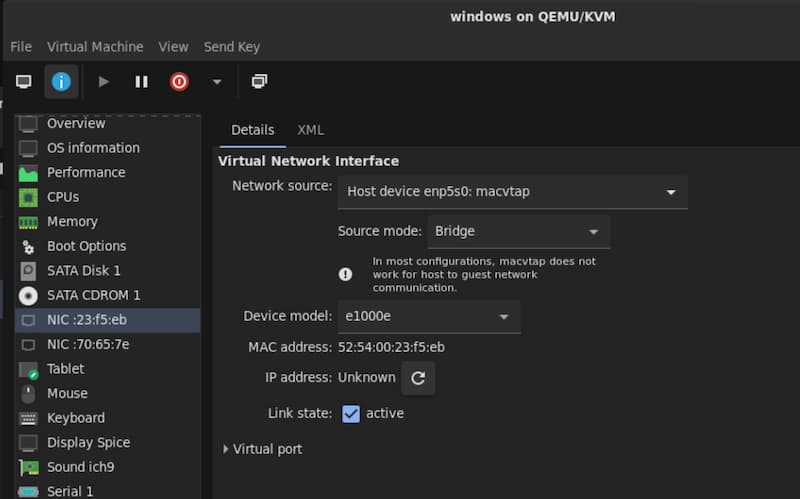 windows on QEMU/KVM
File Virtual Machine View Send Key
Overview
OS information
Performance
CPUs
Memory
Boot Options
SATA Disk 1
SATA CDROM 1
NIC :23:f5:eb
NIC :70:65:7e
Tablet
Mouse
Keyboard
Display Spice
Sound ich9
Serial 1
Details XML
Virtual Network Interface
Network source: Host device enp5s0: macvtap
Source mode: Bridge
In most configurations, macvtap does not
work for host to guest network
communication.
Device model: e1000e
MAC address: 52:54:00:23:f5:eb
IP address: Unknown
Link state: active
Virtual port